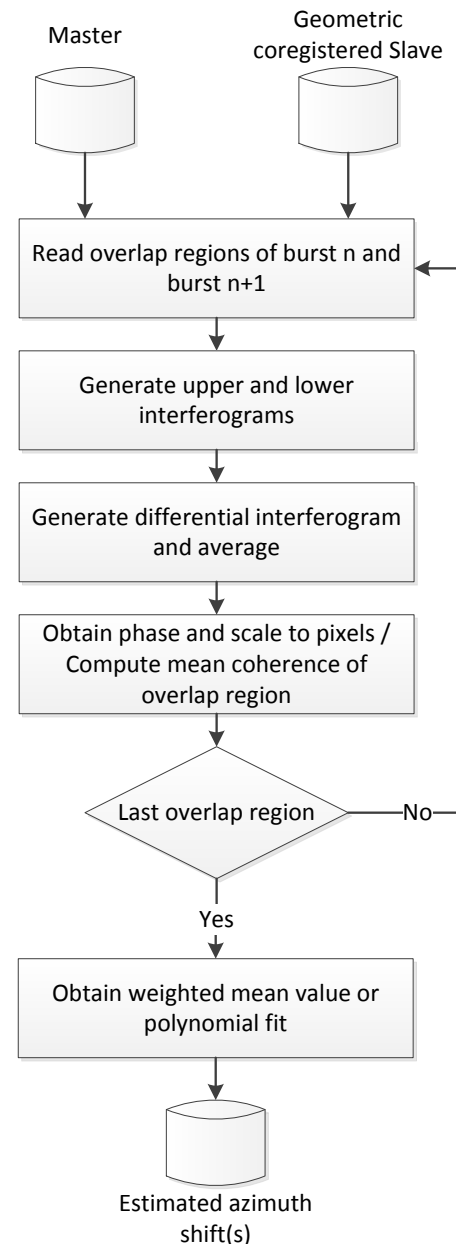 Master
Geometric
coregistered Slave
Read overlap regions of burst n and
burst n+1
Generate upper and lower
interferograms
Generate differential interferogram
and average
Obtain phase and scale to pixels /
Compute mean coherence of
overlap region
Last overlap region
No
Yes
Obtain weighted mean value or
polynomial fit
Estimated azimuth
shift(s)